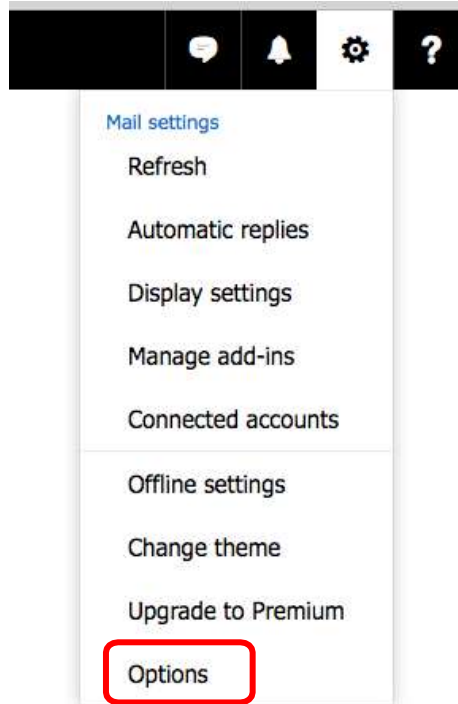 ?
Mail settings
Refresh
Automatic replies
Display settings
Manage add-ins
Connected accounts
Offline settings
Change theme
Upgrade to Premium
Options